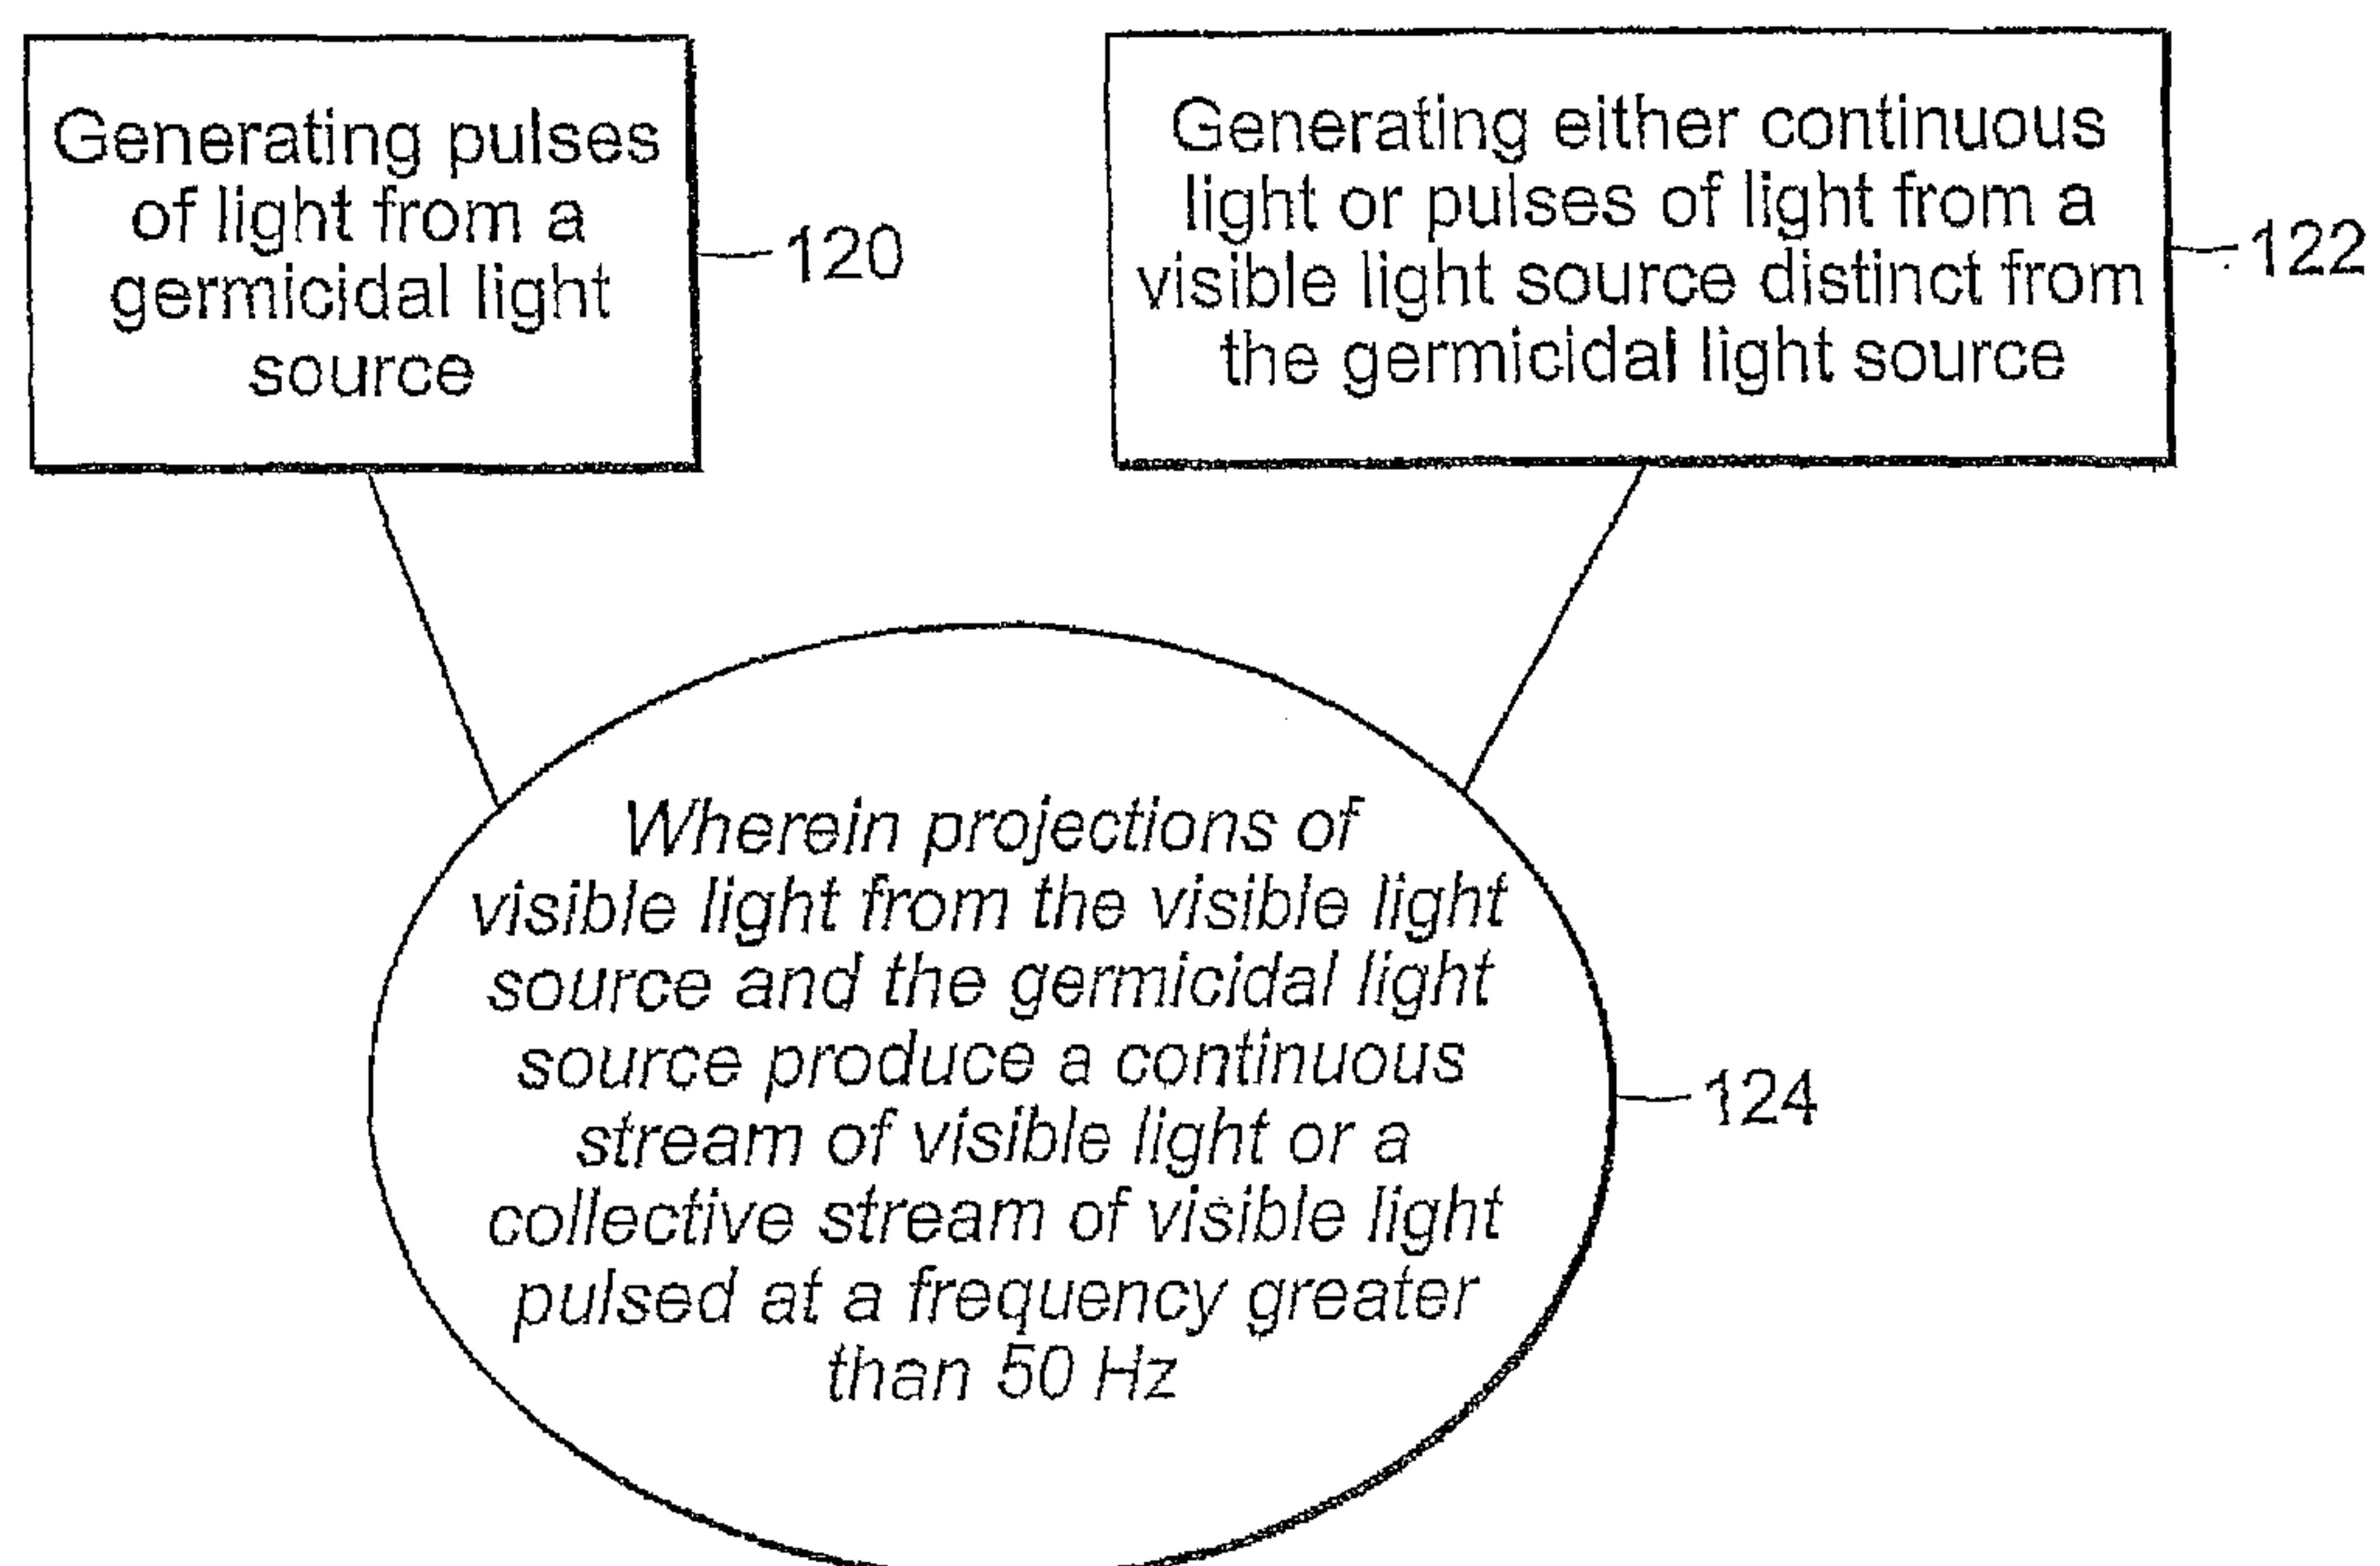 Generating pulses
of light from a
germicidal light
source
120
Generating either continuous
light or pulses of light from a
visible light source distinct from
the germicidal light source
122
Wherein projections of
visible light from the visible light
source and the germicidal light
source produce a continuous
stream of visible light or a
collective stream of visible light
pulsed at a frequency greater
than 50 Hz
124